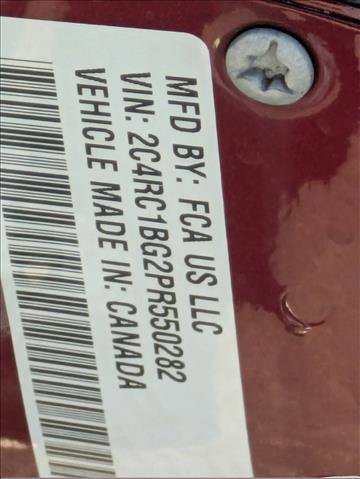 MFD BY: FCA US LLC
VIN: 2C4RC1BG2PR550282
VEHICLE MADE IN: CANADA